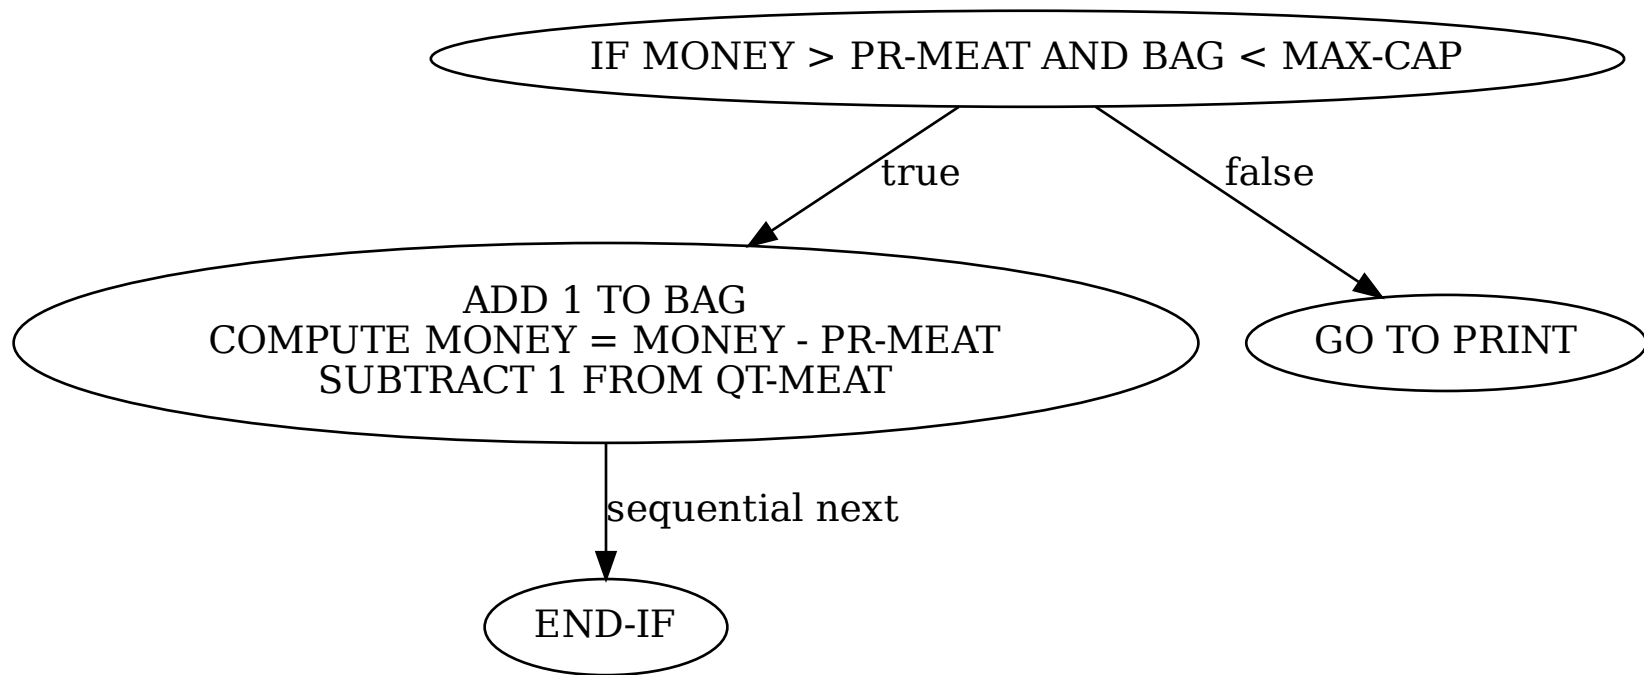 IF MONEY > PR-MEAT AND BAG < MAX-CAP
true
false
ADD 1 TO BAG
COMPUTE MONEY = MONEY - PR-MEAT
SUBTRACT 1 FROM QT-MEAT
GO TO PRINT
sequential next
END-IF